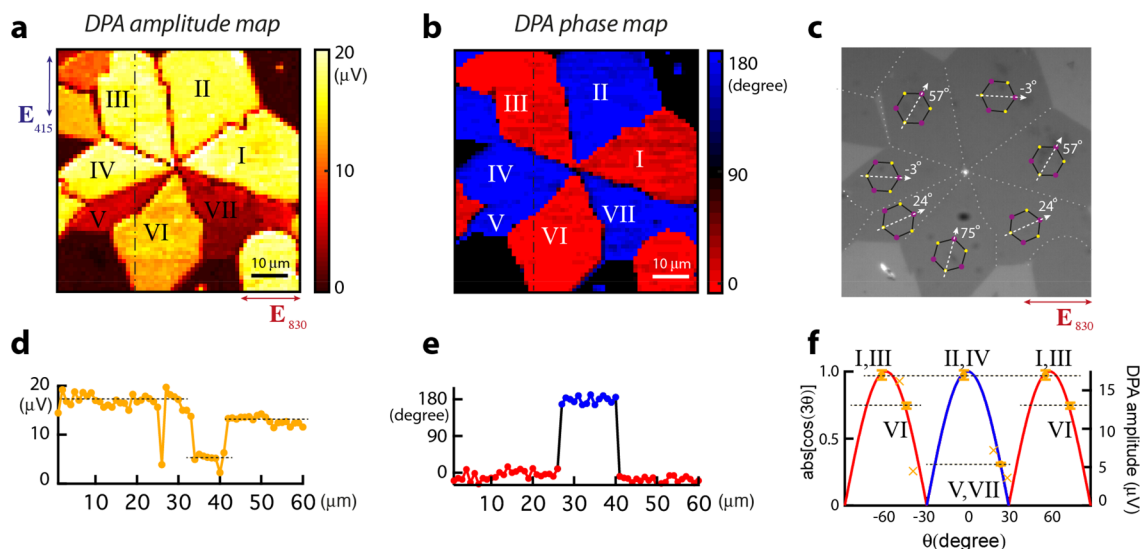 DPA amplitude map
DPA phase map
a
b
c
20
(μV)
10
0
E 415
III
II
I
IV
V
VI
VII
10 μm
E 830
180
(degree)
90
0
III
II
I
IV
V
VI
VII
10 μm
57°
-3°
57°
-3°
24°
24°
75°
E 830
d
20
(μV)
10
0
10 20 30 40 50 60 (μm)
e
180
(degree)
90
0
10 20 30 40 50 60 (μm)
f
I,III II,IV I,III
VI VI
V,VII
abs[cos(3θ)]
1.0
0.5
0
DPA amplitude (μV)
15
10
5
0
-60 -30 0 30 60
θ(degree)